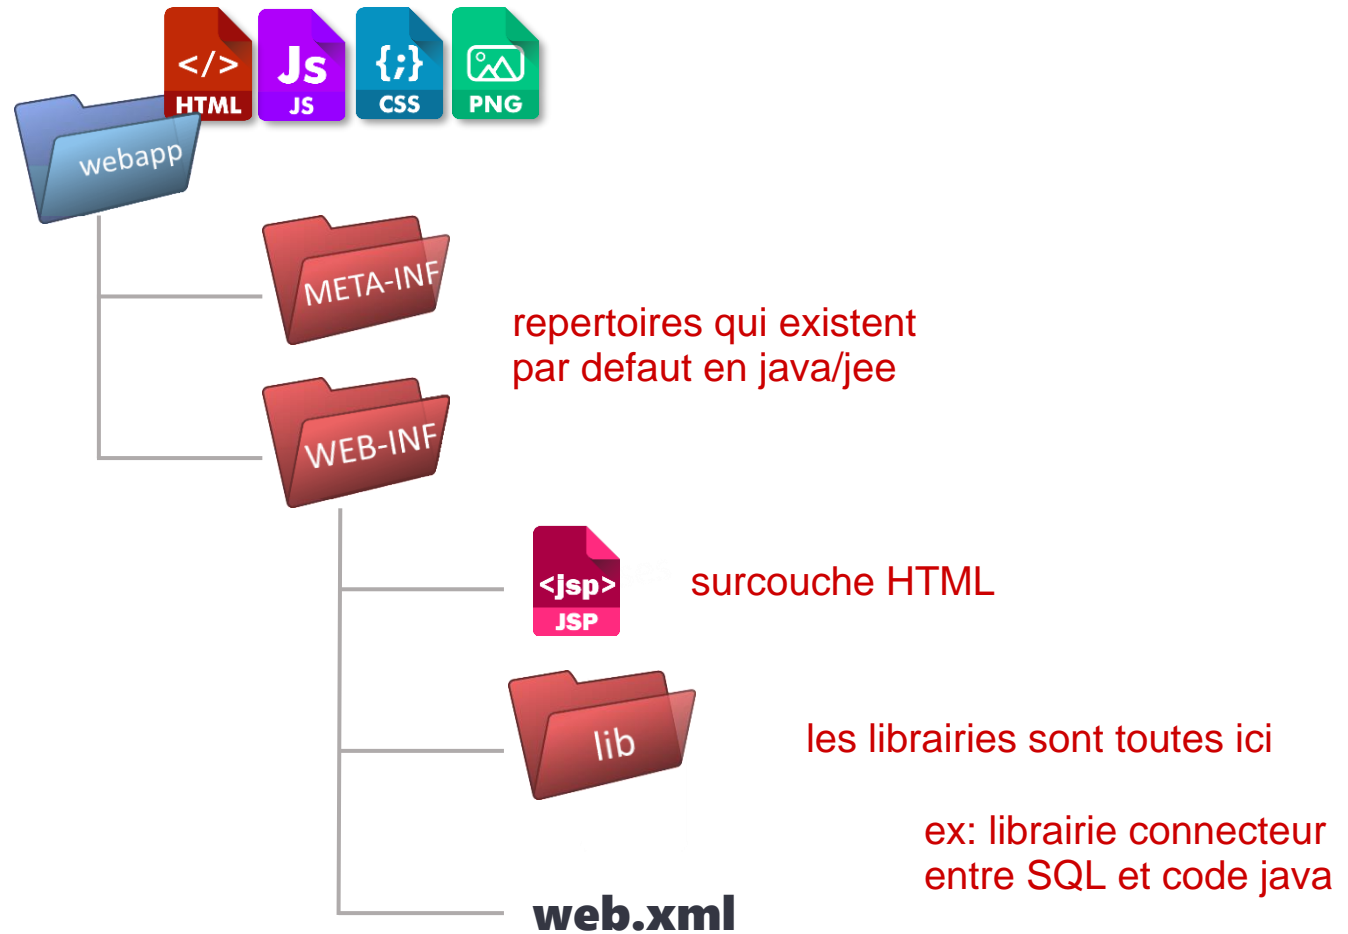 </>
HTML
Js
JS
{;}
CSS
PNG
webapp
META-INF
repertoires qui existent
par defaut en java/jee
WEB-INF
<jsp>
JSP
surcouche HTML
lib
les librairies sont toutes ici
ex: librairie connecteur
entre SQL et code java
web.xml